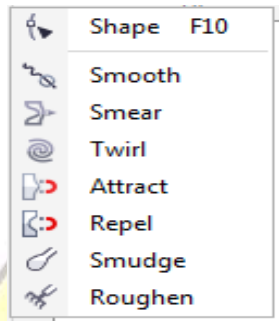 Shape F10
Smooth
Smear
Twirl
Attract
Repel
Smudge
Roughen